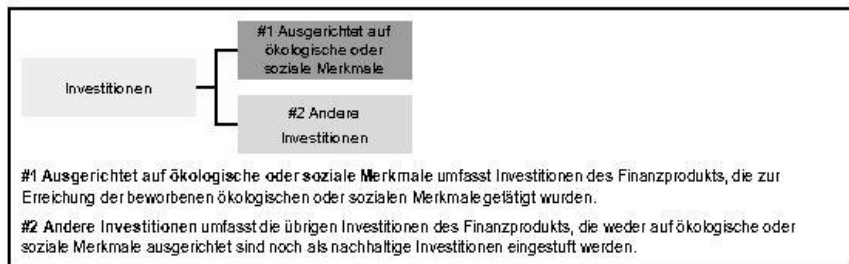 #1 Ausgerichtet auf
ökologische oder
soziale Merkmale
Investitionen
#2 Andere
Investitionen
#1 Ausgerichtet auf ökologische oder soziale Merkmale umfasst Investitionen des Finanzprodukts, die zur
Erreichung der beworbenen ökologischen oder sozialen Merkmale getätigt wurden.
#2 Andere Investitionen umfasst die übrigen Investitionen des Finanzprodukts, die weder auf ökologische oder
soziale Merkmale ausgerichtet sind noch als nachhaltige Investitionen eingestuft werden.